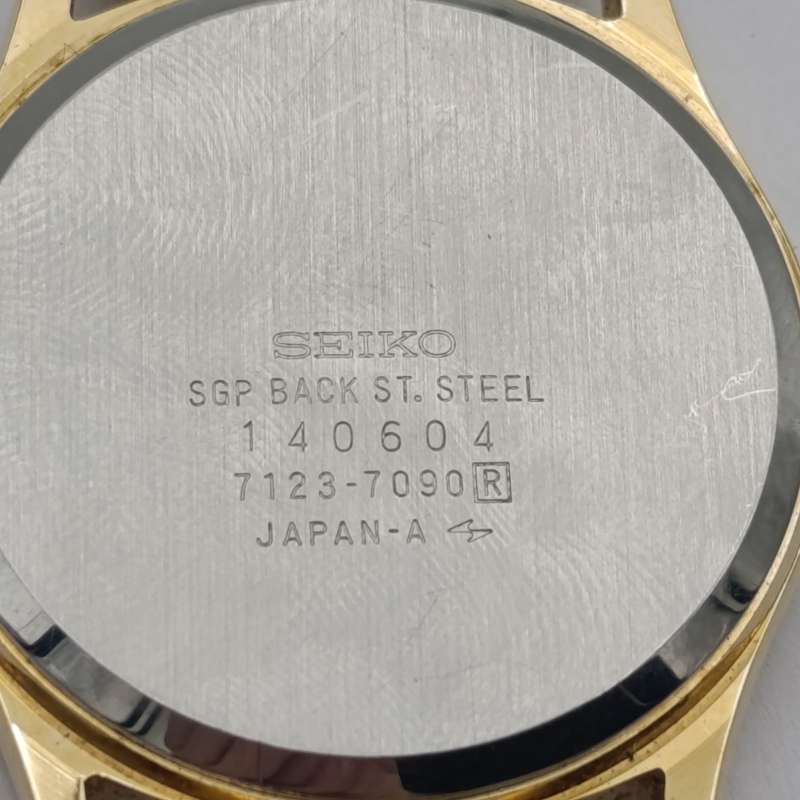 SEIKO
SGP BACK ST. STEEL
140604
7123-7090 R
JAPAN-A